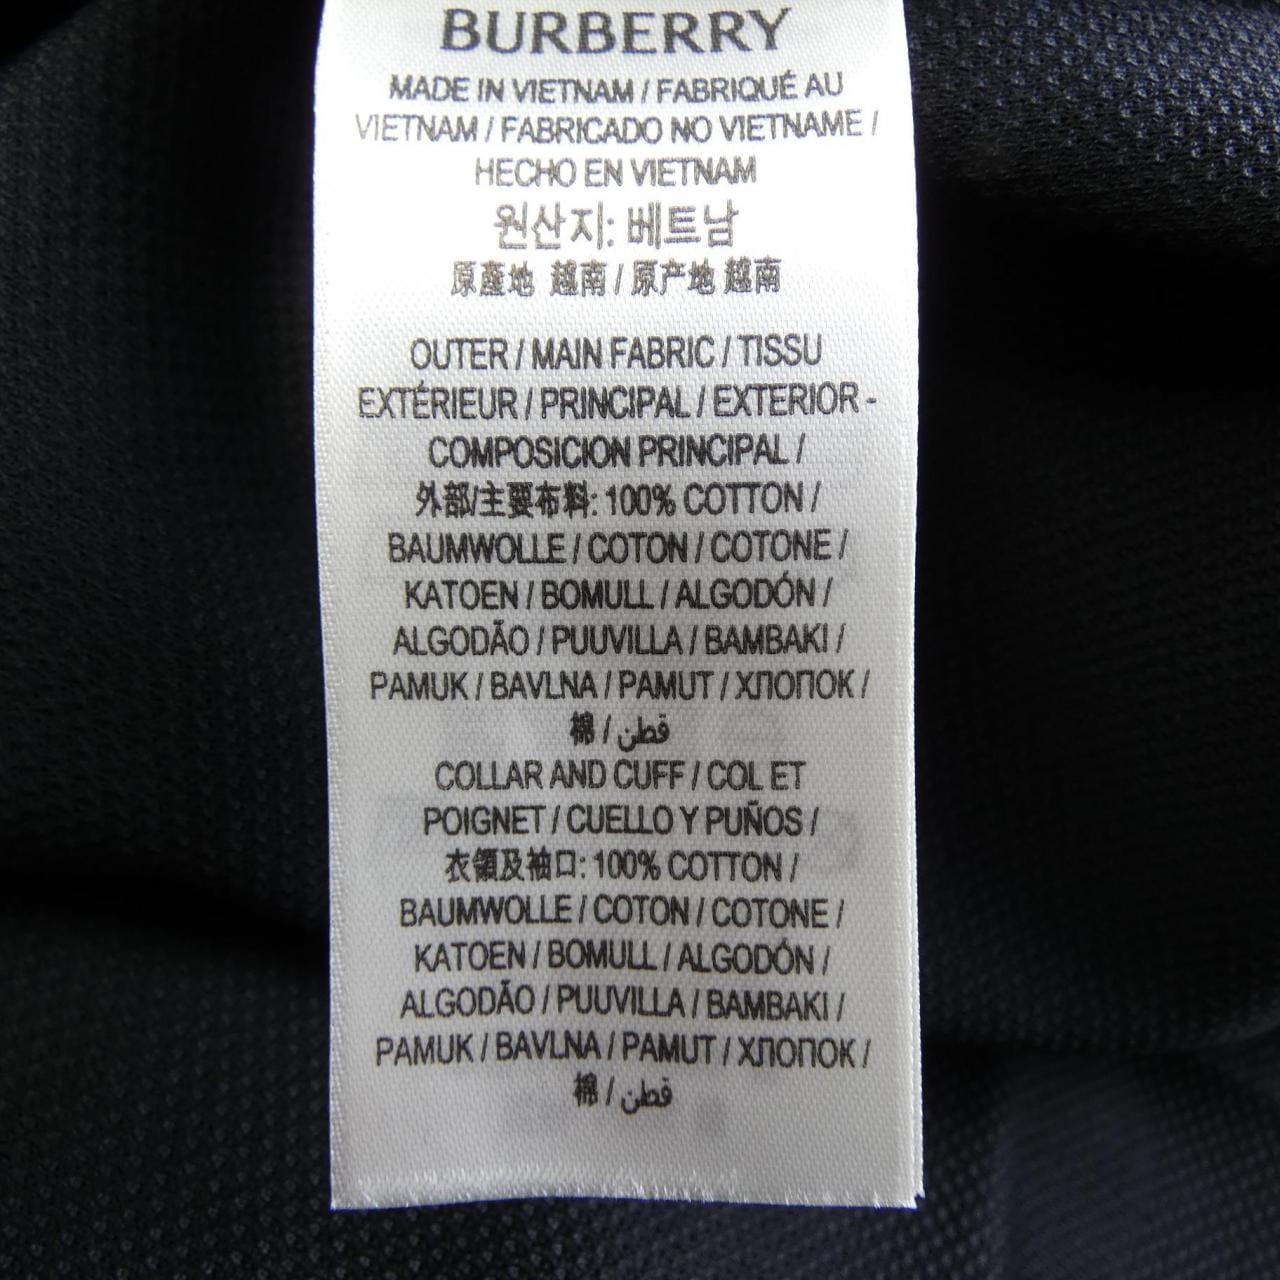 BURBERRY
MADE IN VIETNAM / FABRIQUÉ AU
VIETNAM / FABRICADO NO VIETNAME /
HECHO EN VIETNAM
원산지: 베트남
原產地 越南 / 原产地 越南
OUTER / MAIN FABRIC / TISSU
EXTÉRIEUR / PRINCIPAL / EXTERIOR -
COMPOSICION PRINCIPAL /
外部/主要布料: 100% COTTON /
BAUMWOLLE / COTON / COTONE /
KATOEN / BOMULL / ALGODÓN /
ALGODÃO / PUUVILLA / BAMBAKI /
PAMUK / BAVLNA / PAMUT / ХЛОПОК /
棉 / قطن
COLLAR AND CUFF / COL ET
POIGNET / CUELLO Y PUÑOS /
衣領及袖口: 100% COTTON /
BAUMWOLLE / COTON / COTONE /
KATOEN / BOMULL / ALGODÓN /
ALGODÃO / PUUVILLA / BAMBAKI /
PAMUK / BAVLNA / PAMUT / ХЛОПОК /
棉 / قطن